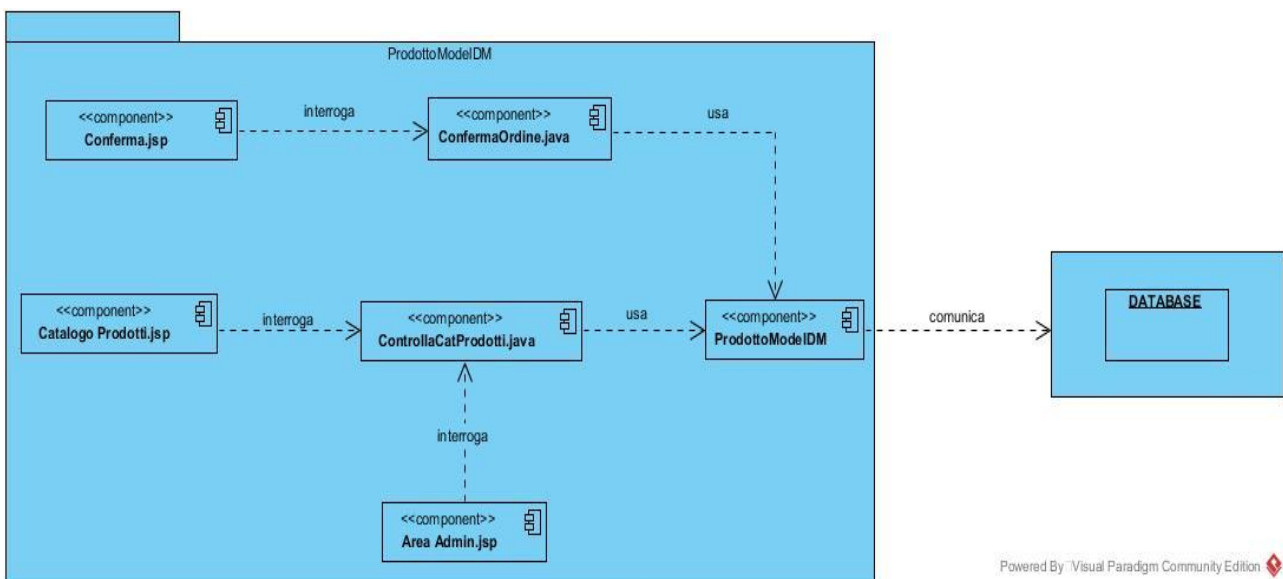 ProdottoModelDM
<<component>>
Conferma.jsp
interroga
<<component>>
ConfermaOrdine.java
usa
<<component>>
Catalogo Prodotti.jsp
interroga
<<component>>
ControllaCatProdotti.java
usa
<<component>>
ProdottoModelDM
comunica
DATABASE
interroga
<<component>>
Area Admin.jsp
Powered By Visual Paradigm Community Edition